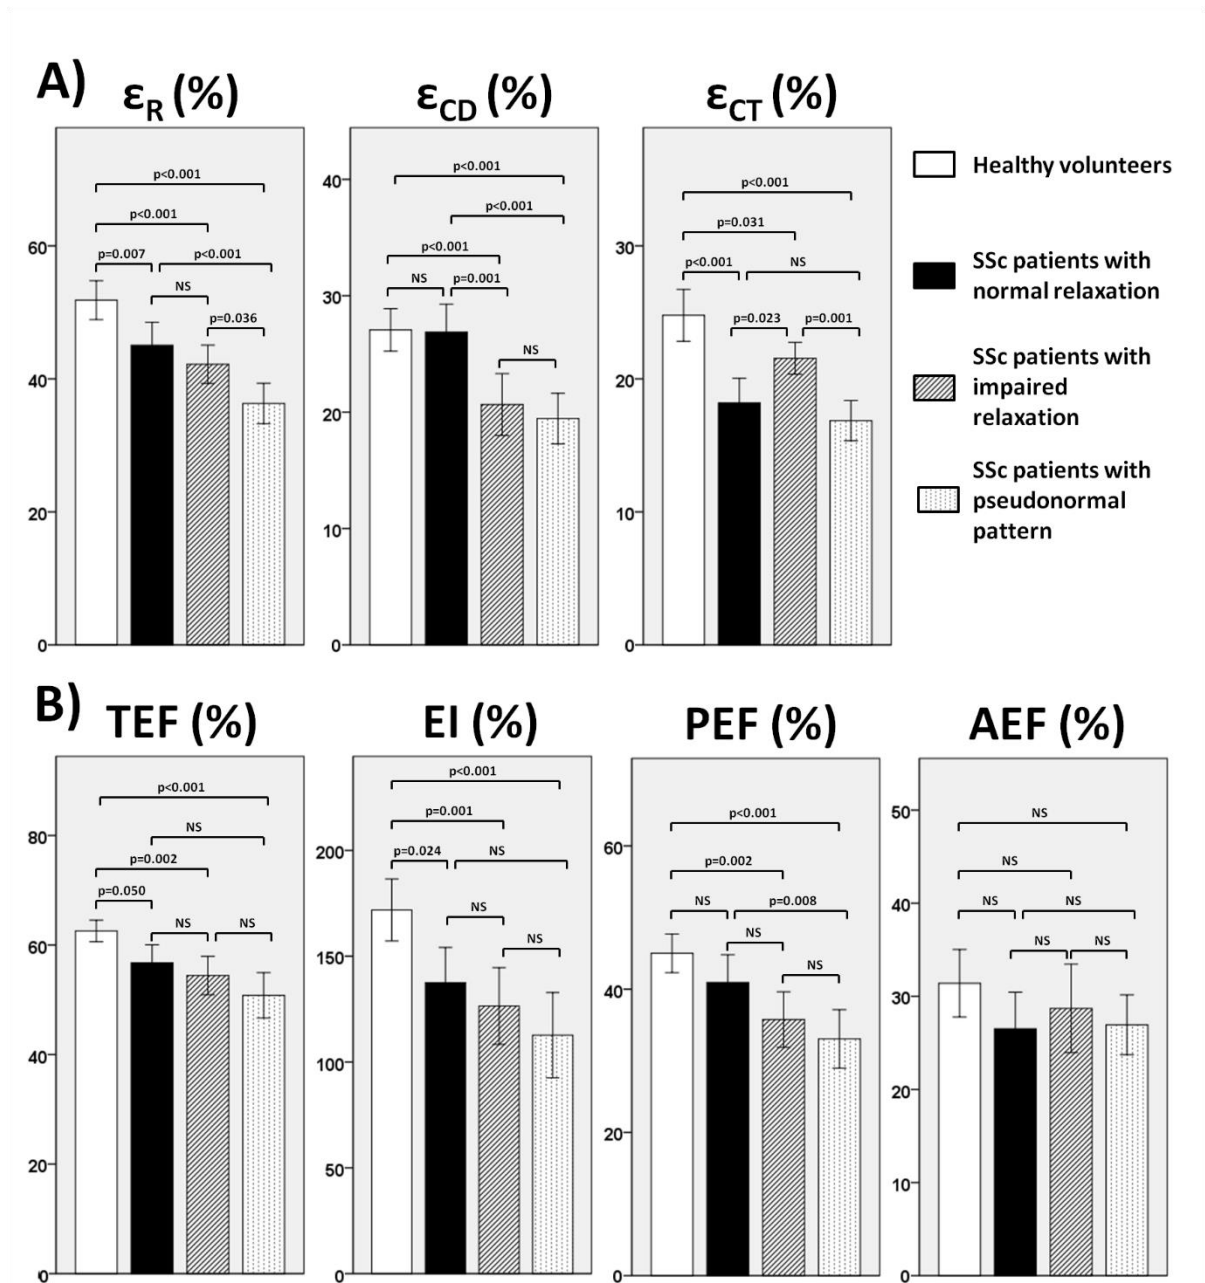 A)
εR (%)
εCD (%)
εCT (%)
p<0.001
p<0.001
p=0.007
p<0.001
NS
p=0.036
60
40
20
0
p<0.001
p<0.001
p<0.001
NS
p=0.001
NS
40
30
20
10
0
p<0.001
p=0.031
p<0.001
NS
p=0.023
p=0.001
30
20
10
0
Healthy volunteers
SSc patients with
normal relaxation
SSc patients with
impaired
relaxation
SSc patients with
pseudonormal
pattern
B)
TEF (%)
EI (%)
PEF (%)
AEF (%)
p<0.001
NS
p=0.002
p=0.050
NS
NS
80
60
40
20
0
p<0.001
p=0.001
p=0.024
NS
NS
NS
200
150
100
50
0
p<0.001
p=0.002
NS
p=0.008
NS
NS
60
40
20
0
NS
NS
NS
NS
NS
NS
50
40
30
20
10
0